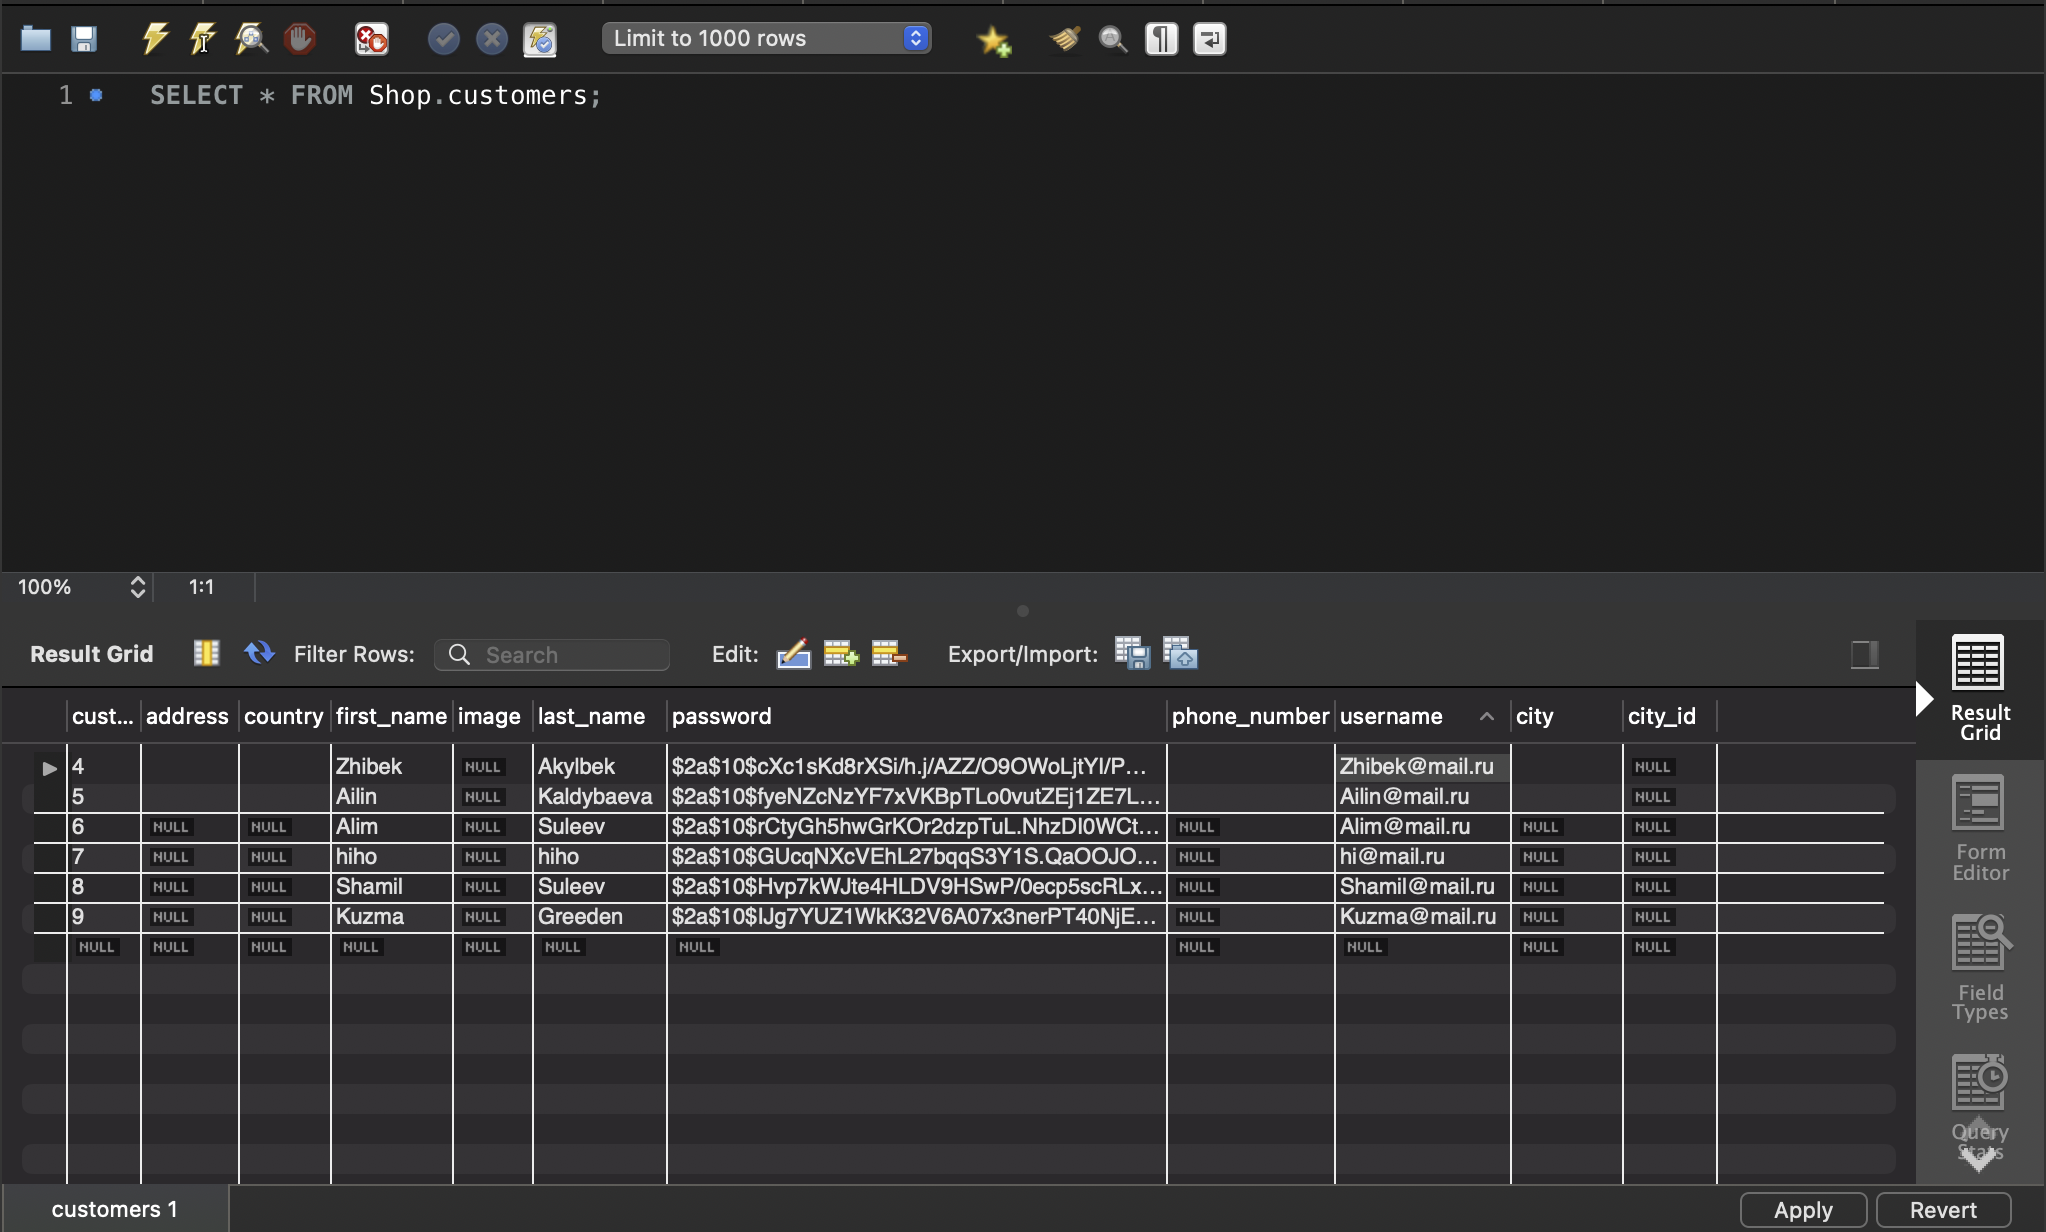 Limit to 1000 rows
1 SELECT * FROM Shop.customers;
100% 1:1
Result Grid Filter Rows: Search Edit: Export/Import:
cust... address country first_name image last_name password phone_number username city city_id
4 Zhibek NULL Akylbek $2a$10$cXc1sKd8rXSi/h.j/AZZ/O9OWoLjtYI/P... Zhibek@mail.ru NULL
5 Ailin NULL Kaldybaeva $2a$10$fyeNZcNzYF7xVKBpTLo0vutZEj1ZE7L... Ailin@mail.ru NULL
6 NULL NULL Alim NULL Suleev $2a$10$rCtyGh5hwGrKOr2dzpTuL.NhzDI0WCt... NULL Alim@mail.ru NULL NULL
7 NULL NULL hiho NULL hiho $2a$10$GUcqNXcVEhL27bqqS3Y1S.QaOOJO... NULL hi@mail.ru NULL NULL
8 NULL NULL Shamil NULL Suleev $2a$10$Hvp7kWJte4HLDV9HSwP/0ecp5scRLx... NULL Shamil@mail.ru NULL NULL
9 NULL NULL Kuzma NULL Greeden $2a$10$IJg7YUZ1WkK32V6A07x3nerPT40NjE... NULL Kuzma@mail.ru NULL NULL
NULL NULL NULL NULL NULL NULL NULL NULL NULL NULL NULL
Result
Grid
Form
Editor
Field
Types
Query
Stats
customers 1 Apply Revert